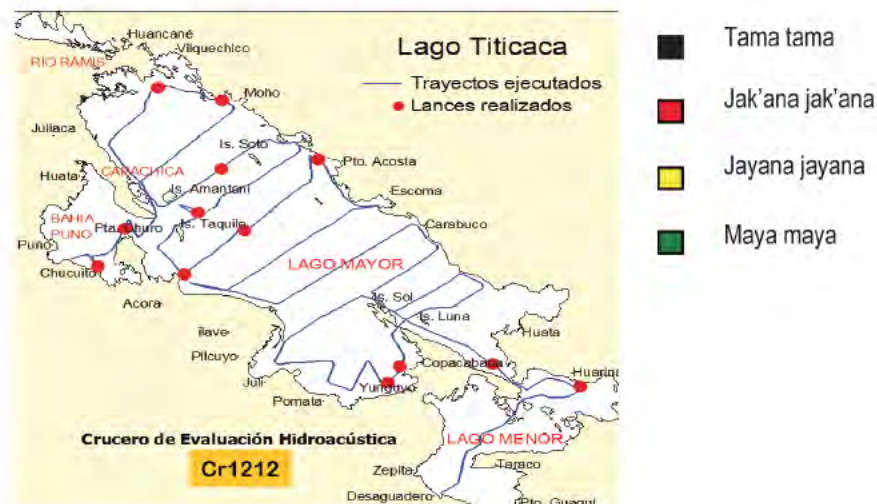 Huancané
Vilquechico
RIO RAMIS
Lago Titicaca
Trayectos ejecutados
Lances realizados
Moho
Juliaca
Is. Soto
CAPACHICA
Pto. Acosta
Huata
Is. Amantani
Escoma
BAHIA
PUNO
Pta. Churo
Is. Taquile
Carabuco
Puno
Chucuito
LAGO MAYOR
Acora
Is. Sol
Is. Luna
Ilave
Huata
Pilcuyo
Copacabana
Huarina
Juli
Yunguyo
Pomata
Crucero de Evaluación Hidroacústica
Cr1212
LAGO MENOR
Zepita
Taraco
Desaguadero
Pto. Guaqui
Tama tama
Jak'ana jak'ana
Jayana jayana
Maya maya